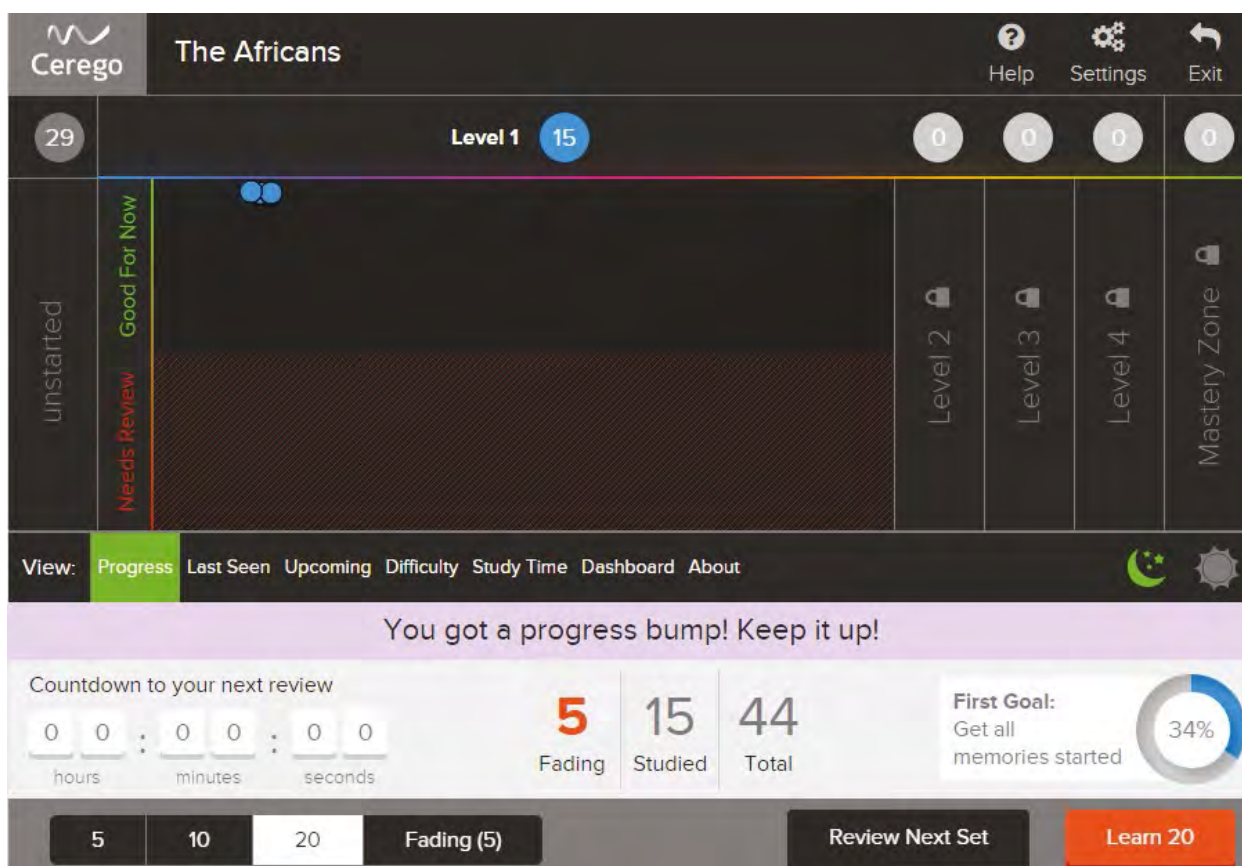 Cerego
The Africans
Help
Settings
Exit
29
Level 1
15
0
0
0
0
unstarted
Good For Now
Needs Review
Level 2
Level 3
Level 4
Mastery Zone
View:
Progress
Last Seen
Upcoming
Difficulty
Study Time
Dashboard
About
You got a progress bump! Keep it up!
Countdown to your next review
0 0 : 0 0 : 0 0
hours
minutes
seconds
5
Fading
15
Studied
44
Total
First Goal:
Get all
memories started
34%
5
10
20
Fading (5)
Review Next Set
Learn 20